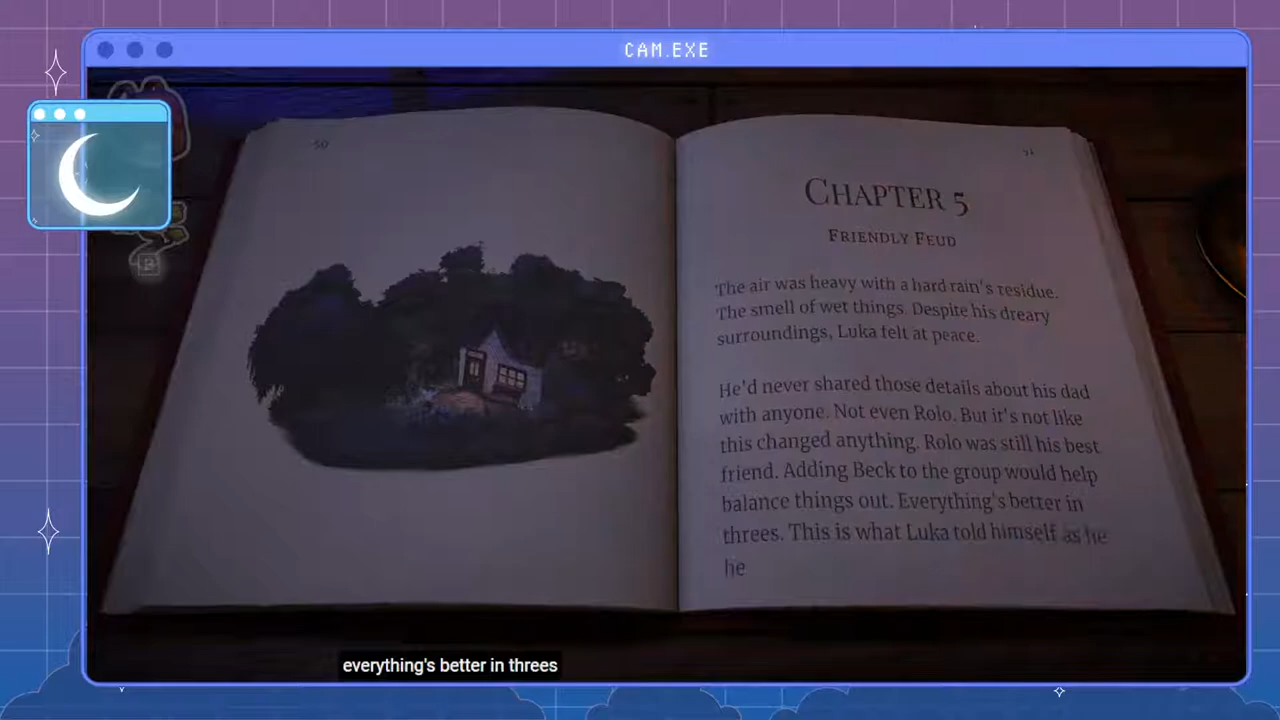 CAM.EXE
50
CHAPTER 5
FRIENDLY FEUD
The air was heavy with a hard rain's residue.
The smell of wet things. Despite his dreary
surroundings, Luka felt at peace.
He'd never shared those details about his dad
with anyone. Not even Rolo. But it's not like
this changed anything. Rolo was still his best
friend. Adding Beck to the group would help
balance things out. Everything's better in
threes. This is what Luka told himself as he
he
everything's better in threes